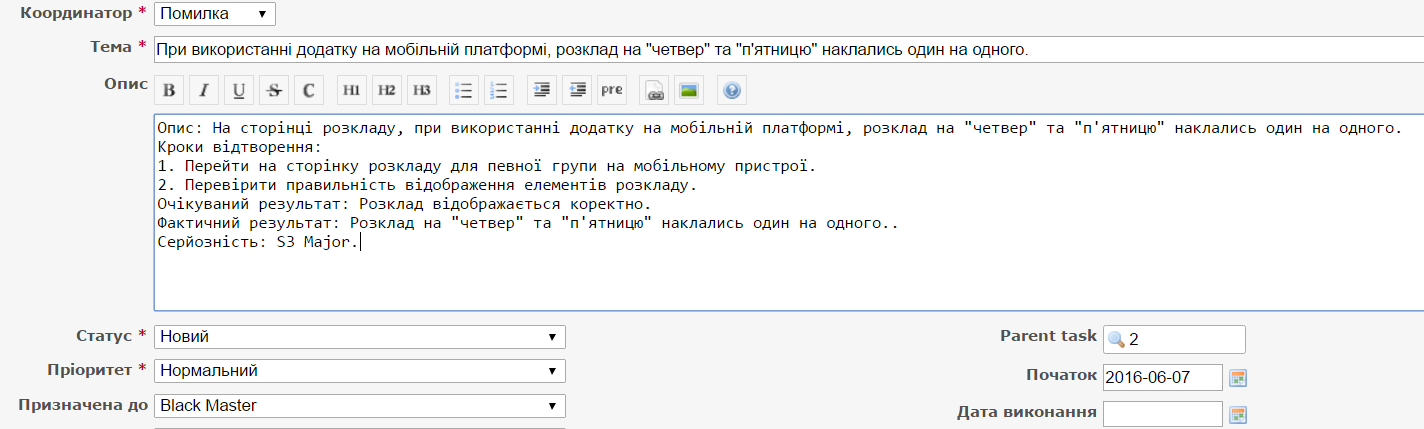 Координатор * Помилка
Тема * При використанні додатку на мобільній платформі, розклад на "четвер" та "п'ятницю" наклались один на одного.
Опис B I U S C H1 H2 H3 pre
Опис: На сторінці розкладу, при використанні додатку на мобільній платформі, розклад на "четвер" та "п'ятницю" наклались один на одного.
Кроки відтворення:
1. Перейти на сторінку розкладу для певної групи на мобільному пристрої.
2. Перевірити правильність відображення елементів розкладу.
Очікуваний результат: Розклад відображається коректно.
Фактичний результат: Розклад на "четвер" та "п'ятницю" наклались один на одного..
Серйозність: S3 Major.
Статус * Новий Parent task 2
Пріоритет * Нормальний Початок 2016-06-07
Призначена до Black Master Дата виконання